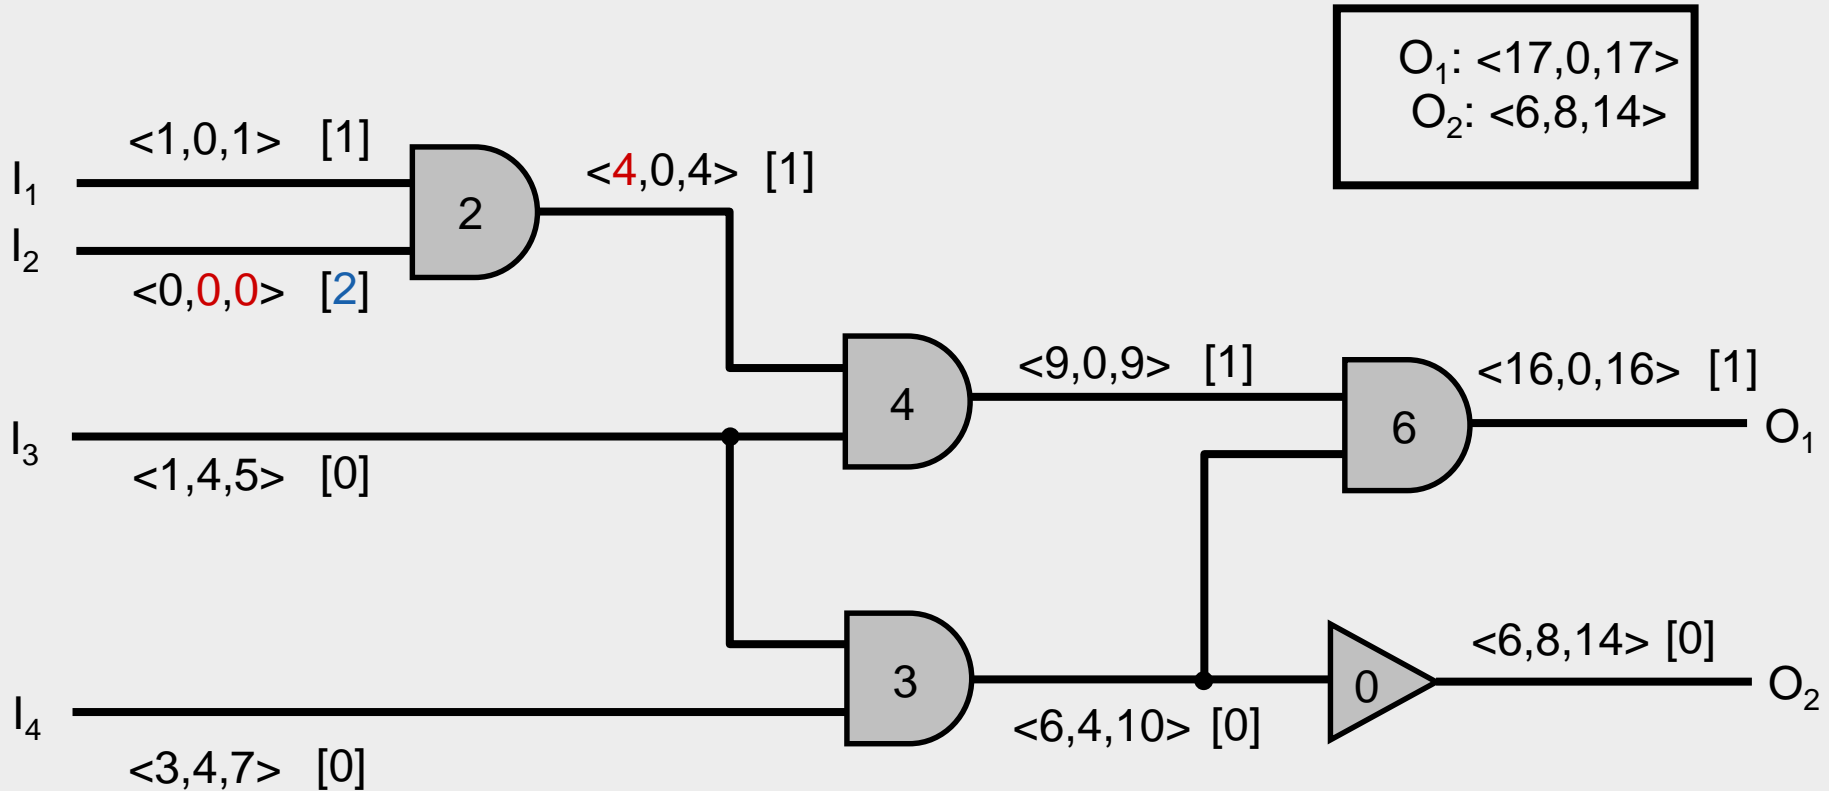 O1: <17,0,17>
O2: <6,8,14>
<1,0,1> [1]
I1
2
<4,0,4> [1]
I2
<0,0,0> [2]
<9,0,9> [1]
<16,0,16> [1]
4
6
O1
I3
<1,4,5> [0]
<6,8,14> [0]
3
0
O2
I4
<6,4,10> [0]
<3,4,7> [0]